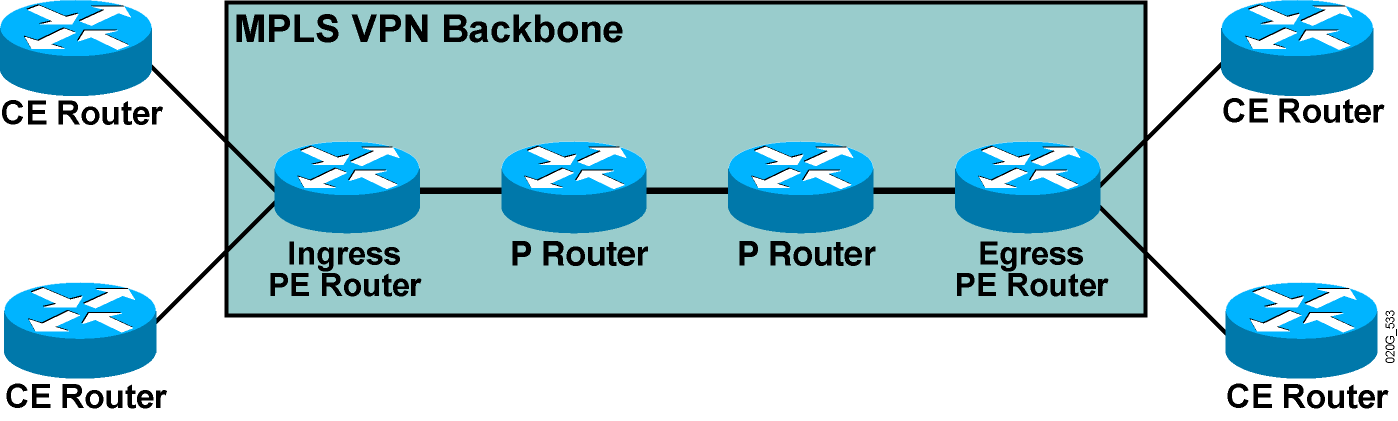 MPLS VPN Backbone
CE Router
CE Router
Ingress
PE Router
P Router
P Router
Egress
PE Router
CE Router
CE Router
020G_533